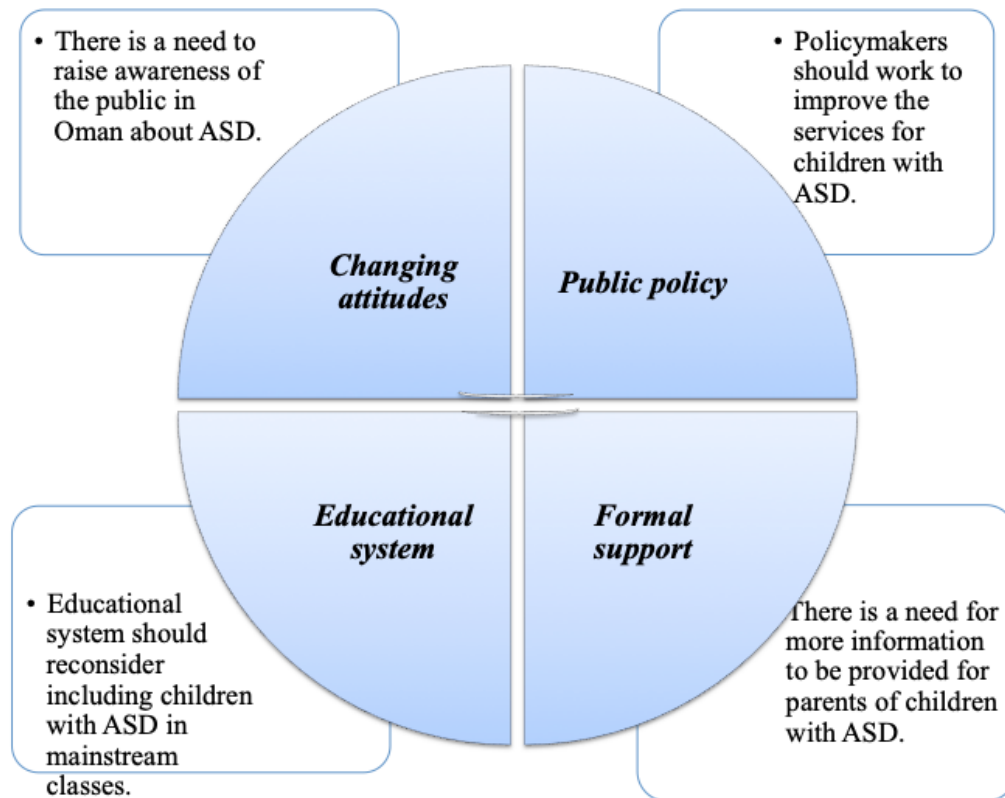 • There is a need to
raise awareness of
the public in
Oman about ASD.
• Policymakers
should work to
improve the
services for
children with
ASD.
Changing
attitudes
Public policy
Educational
system
Formal
support
• Educational
system should
reconsider
including children
with ASD in
mainstream
classes.
There is a need for
more information
to be provided for
parents of children
with ASD.